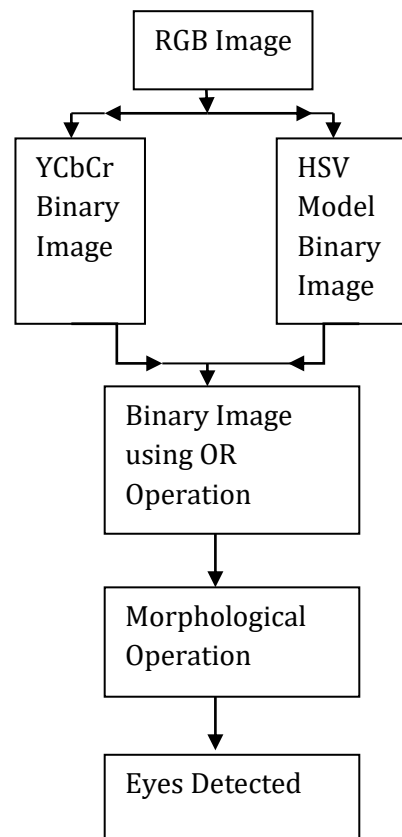 RGB Image
YCbCr
Binary
Image
HSV
Model
Binary
Image
Binary Image
using OR
Operation
Morphological
Operation
Eyes Detected